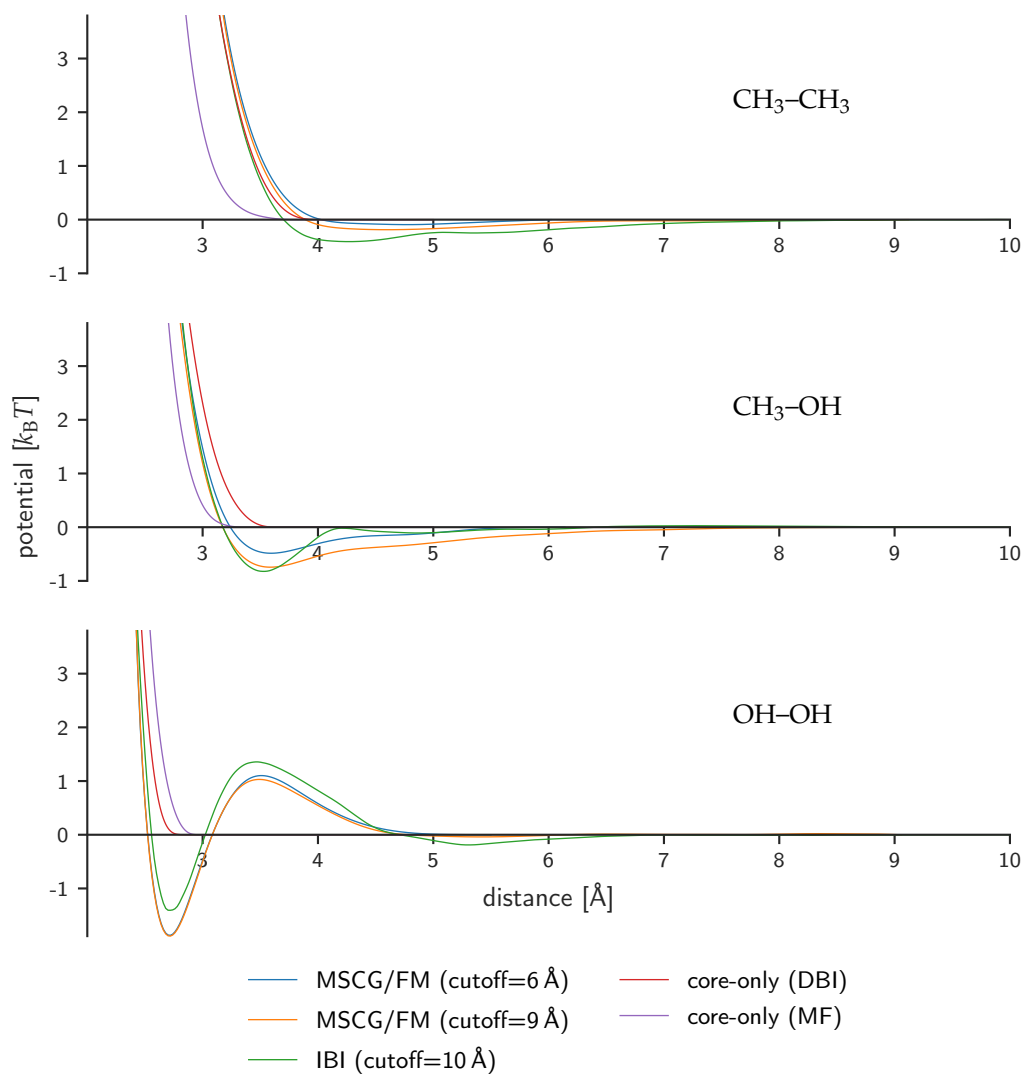 3
2
CH₃–CH₃
1
0
3 4 5 6 7 8 9 10
-1
3
2
CH₃–OH
1
0
3 4 5 6 7 8 9 10
-1
potential [k_BT]
3
2
OH–OH
1
0
3 4 5 6 7 8 9 10
-1
distance [Å]
MSCG/FM (cutoff=6 Å)
MSCG/FM (cutoff=9 Å)
IBI (cutoff=10 Å)
core-only (DBI)
core-only (MF)